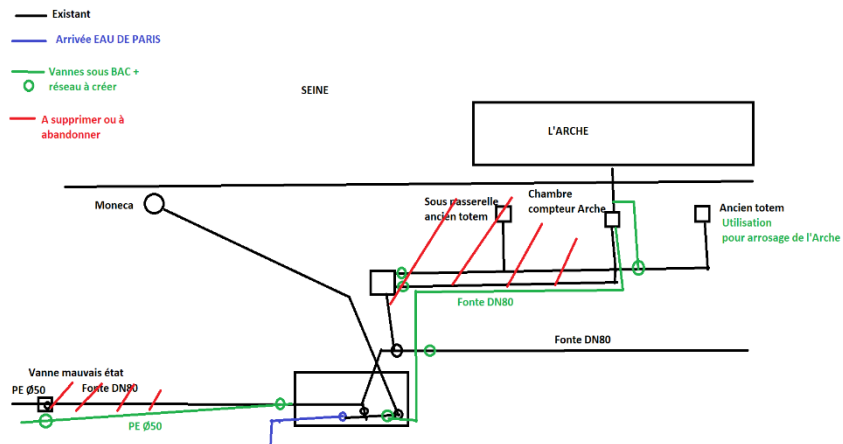 Existant
Arrivée EAU DE PARIS
Vannes sous BAC +
réseau à créer
A supprimer ou à
abandonner
SEINE
L'ARCHE
Moneca
Sous passerelle
ancien totem
Chambre
compteur Arche
Ancien totem
Utilisation
pour arrosage de l'Arche
Fonte DN80
Fonte DN80
Vanne mauvais état
PE Ø50
Fonte DN80
PE Ø50